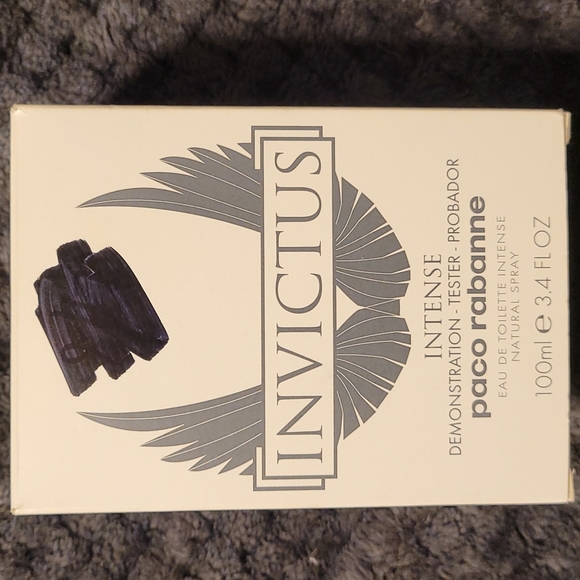 INVICTUS
INTENSE
DEMONSTRATION - TESTER - PROBADOR
paco rabanne
EAU DE TOILETTE INTENSE
NATURAL SPRAY
100ml e 3.4 FL OZ